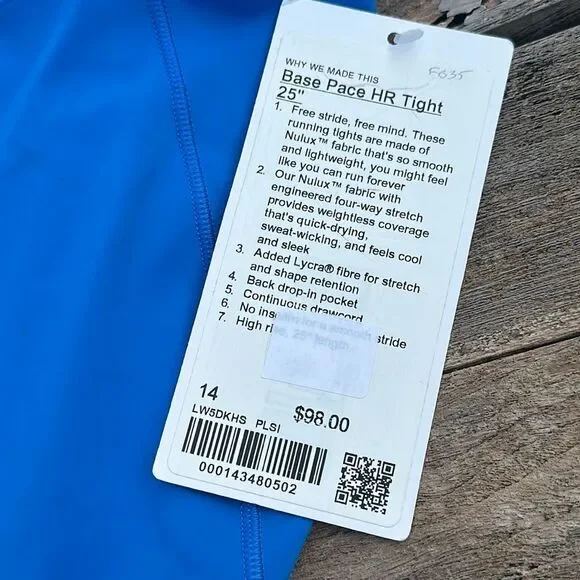 WHY WE MADE THIS
F635
Base Pace HR Tight
25"
1. Free stride, free mind. These
running tights are made of
Nulux™ fabric that's so smooth
and lightweight, you might feel
like you can run forever
2. Our Nulux™ fabric with
engineered four-way stretch
provides weightless coverage
that's quick-drying,
sweat-wicking, and feels cool
and sleek
3. Added Lycra® fibre for stretch
and shape retention
4. Back drop-in pocket
5. Continuous drawcord
6. No inseam for a smooth stride
7. High rise, 25" length
14
$98.00
LW5DKHS PLSI
000143480502